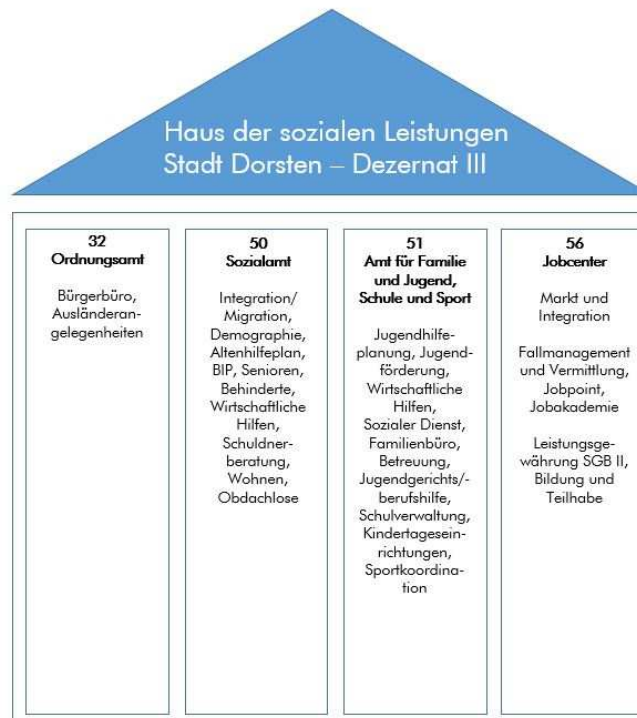 Haus der sozialen Leistungen
Stadt Dorsten – Dezernat III
32
Ordnungsamt
Bürgerbüro,
Ausländeran-
gelegenheiten
50
Sozialamt
Integration/
Migration,
Demographie,
Altenhilfeplan,
BIP, Senioren,
Behinderte,
Wirtschaftliche
Hilfen,
Schuldner-
beratung,
Wohnen,
Obdachlose
51
Amt für Familie
und Jugend,
Schule und Sport
Jugendhilfe-
planung, Jugend-
förderung,
Wirtschaftliche
Hilfen,
Sozialer Dienst,
Familienbüro,
Betreuung,
Jugendgerichts/-
berufshilfe,
Schulverwaltung,
Kindertagesein-
richtungen,
Sportkoordina-
tion
56
Jobcenter
Markt und
Integration
Fallmanagement
und Vermittlung,
Jobpoint,
Jobakademie
Leistungsge-
währung SGB II,
Bildung und
Teilhabe